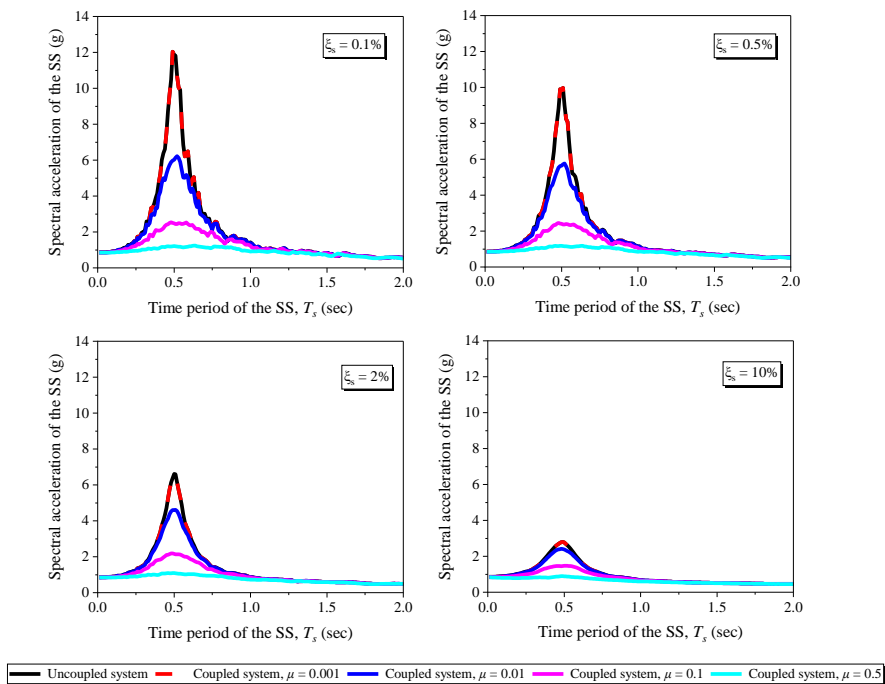 14
12
10
8
6
4
2
0
Spectral acceleration of the SS (g)
ξs = 0.1%
0.0 0.5 1.0 1.5 2.0
Time period of the SS, Ts (sec)
14
12
10
8
6
4
2
0
Spectral acceleration of the SS (g)
ξs = 0.5%
0.0 0.5 1.0 1.5 2.0
Time period of the SS, Ts (sec)
14
12
10
8
6
4
2
0
Spectral acceleration of the SS (g)
ξs = 2%
0.0 0.5 1.0 1.5 2.0
Time period of the SS, Ts (sec)
14
12
10
8
6
4
2
0
Spectral acceleration of the SS (g)
ξs = 10%
0.0 0.5 1.0 1.5 2.0
Time period of the SS, Ts (sec)
Uncoupled system Coupled system, μ = 0.001 Coupled system, μ = 0.01 Coupled system, μ = 0.1 Coupled system, μ = 0.5